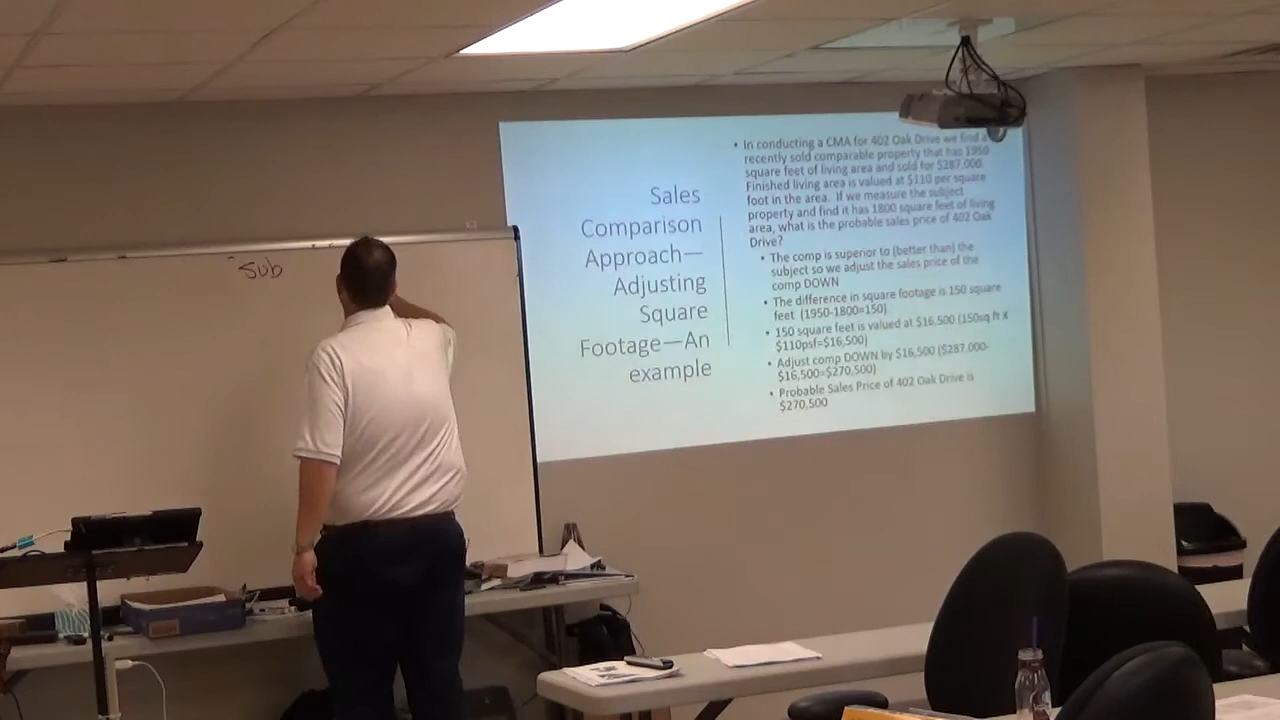 Sub
Sales
Comparison
Approach—
Adjusting
Square
Footage—An
example
• In conducting a CMA for 402 Oak Drive we find a
recently sold comparable property that has 1950
square feet of living area and sold for $287,000.
Finished living area is valued at $110 per square
foot in the area. If we measure the subject
property and find it has 1800 square feet of living
area, what is the probable sales price of 402 Oak
Drive?
• The comp is superior to (better than) the
subject so we adjust the sales price of the
comp DOWN
• The difference in square footage is 150 square
feet (1950-1800=150)
• 150 square feet is valued at $16,500 (150sq ft X
$110psf=$16,500)
• Adjust comp DOWN by $16,500 ($287,000-
$16,500=$270,500)
• Probable Sales Price of 402 Oak Drive is
$270,500